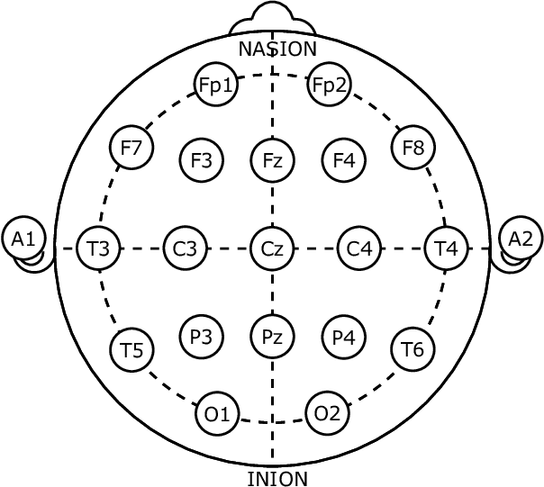 NASION
Fp1 Fp2
F7 F3 Fz F4 F8
A1 T3 C3 Cz C4 T4 A2
T5 P3 Pz P4 T6
O1 O2
INION